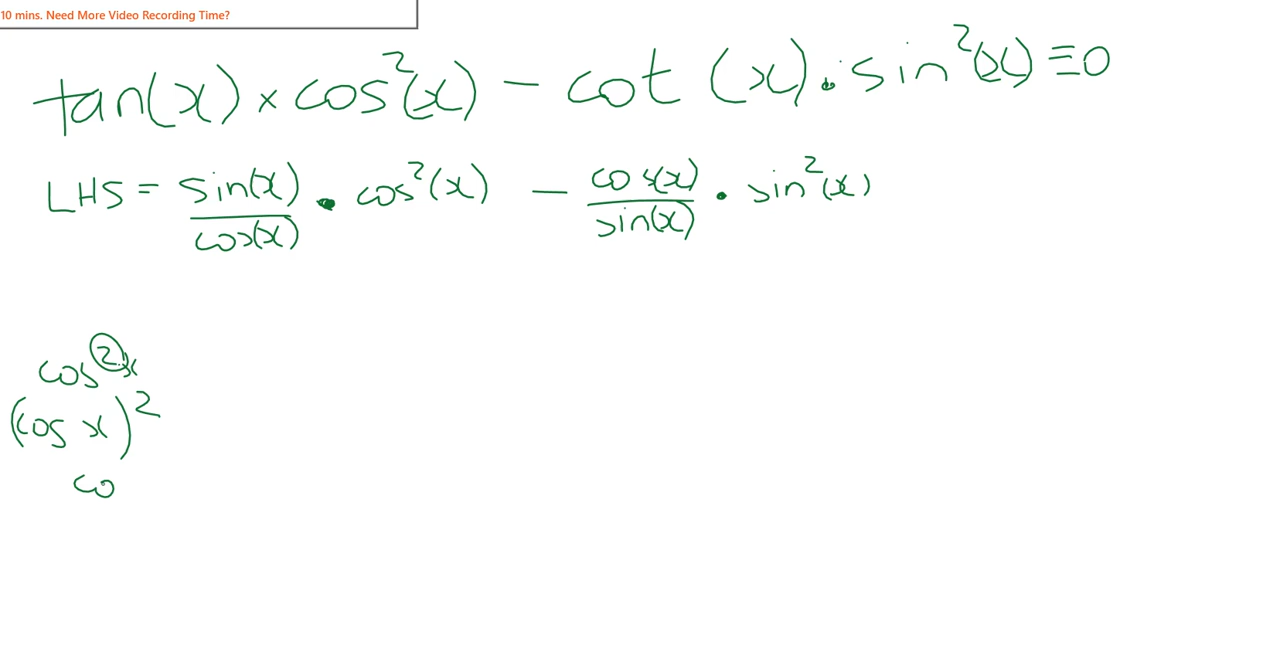 10 mins. Need More Video Recording Time?
tan(x) × cos²(x) − cot (x) · sin²(x) ≡ 0
LHS = sin(x)/cos(x) · cos²(x) − cos(x)/sin(x) · sin²(x)
cos²x
(cos x)²
co